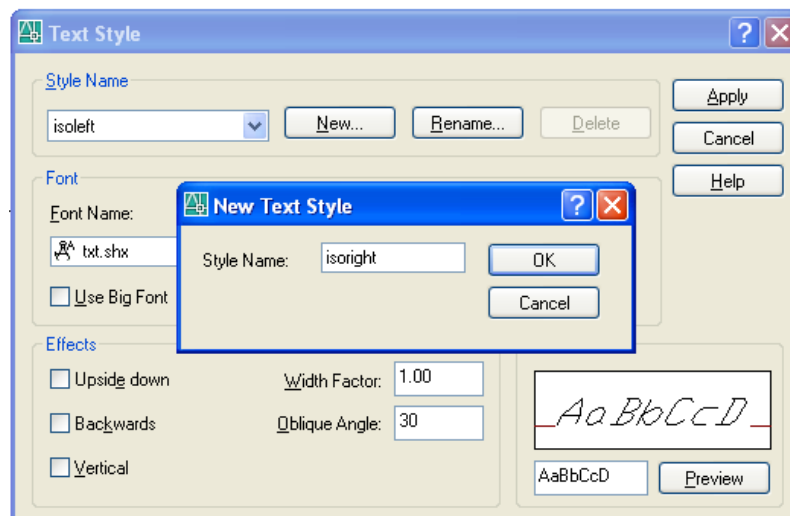 Text Style
Style Name
isoleft
New...
Rename...
Delete
Apply
Cancel
Help
Font
Font Name:
txt.shx
Use Big Font
New Text Style
Style Name:
isoright
OK
Cancel
Effects
Upside down
Backwards
Vertical
Width Factor:
1.00
Oblique Angle:
30
AaBbCcD
AaBbCcD
Preview